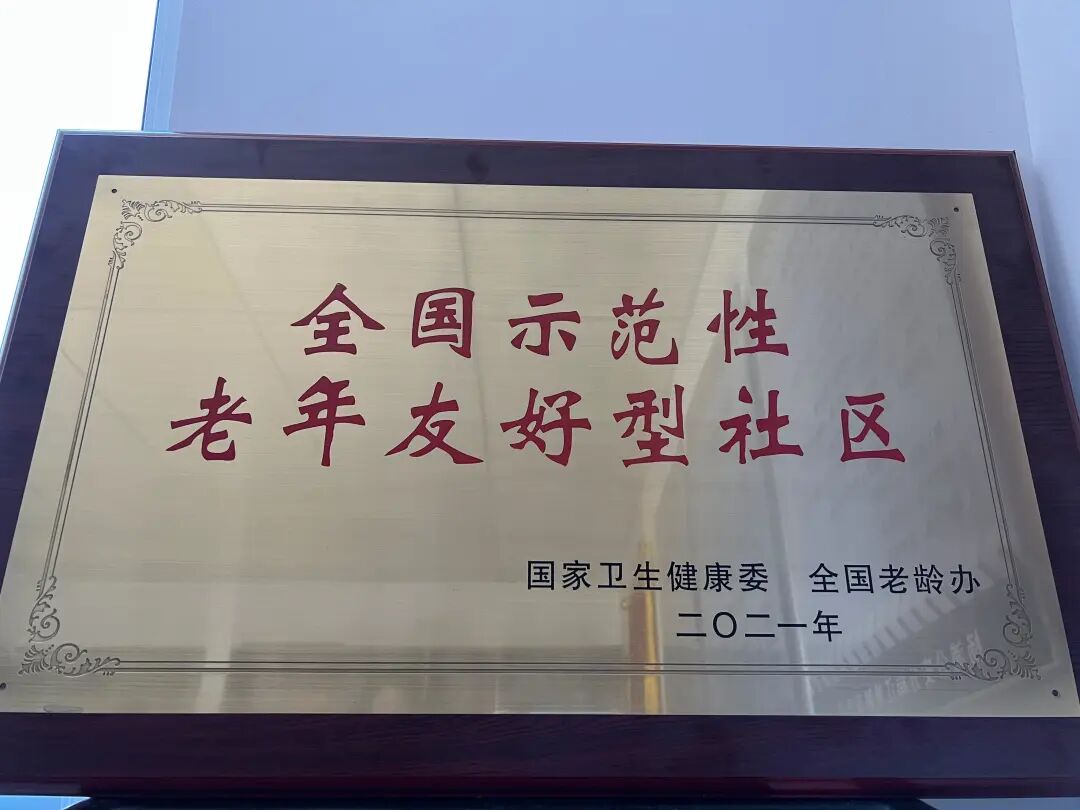 全国示范性
老年友好型社区
国家卫生健康委 全国老龄办
二〇二一年